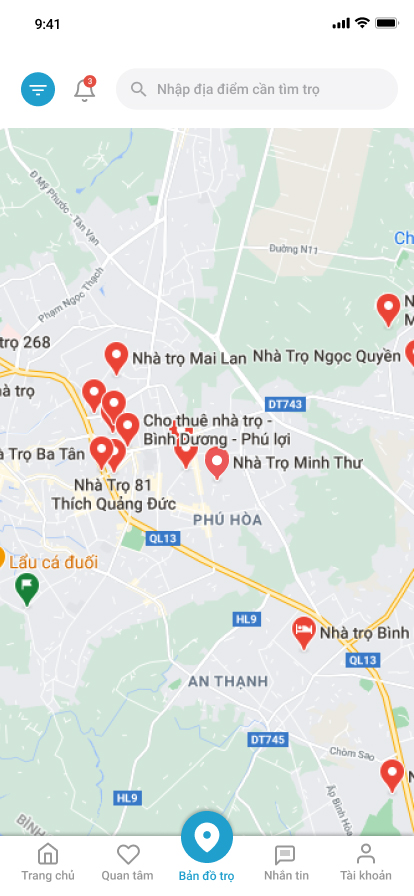 9:41
3
Nhập địa điểm cần tìm trọ
Đ Mỹ Phước - Tân Vạn
Đường N11
Ch
Phạm Ngọc Thạch
N
M
trọ 268
Nhà trọ Mai Lan
Nhà Trọ Ngọc Quyền
à trọ
DT743
Cho thuê nhà trọ -
Bình Dương - Phú lợi
à Trọ Ba Tân
Nhà Trọ Minh Thư
Nhà Trọ 81
Thích Quảng Đức
PHÚ HÒA
QL13
Lẩu cá đuối
HL9
Nhà trọ Bình
QL13
AN THẠNH
DT745
Chòm Sao
N
Ấp Bình Hòa
HL9
BÌNH
Trang chủ
Quan tâm
Bản đồ trọ
Nhắn tin
Tài khoản